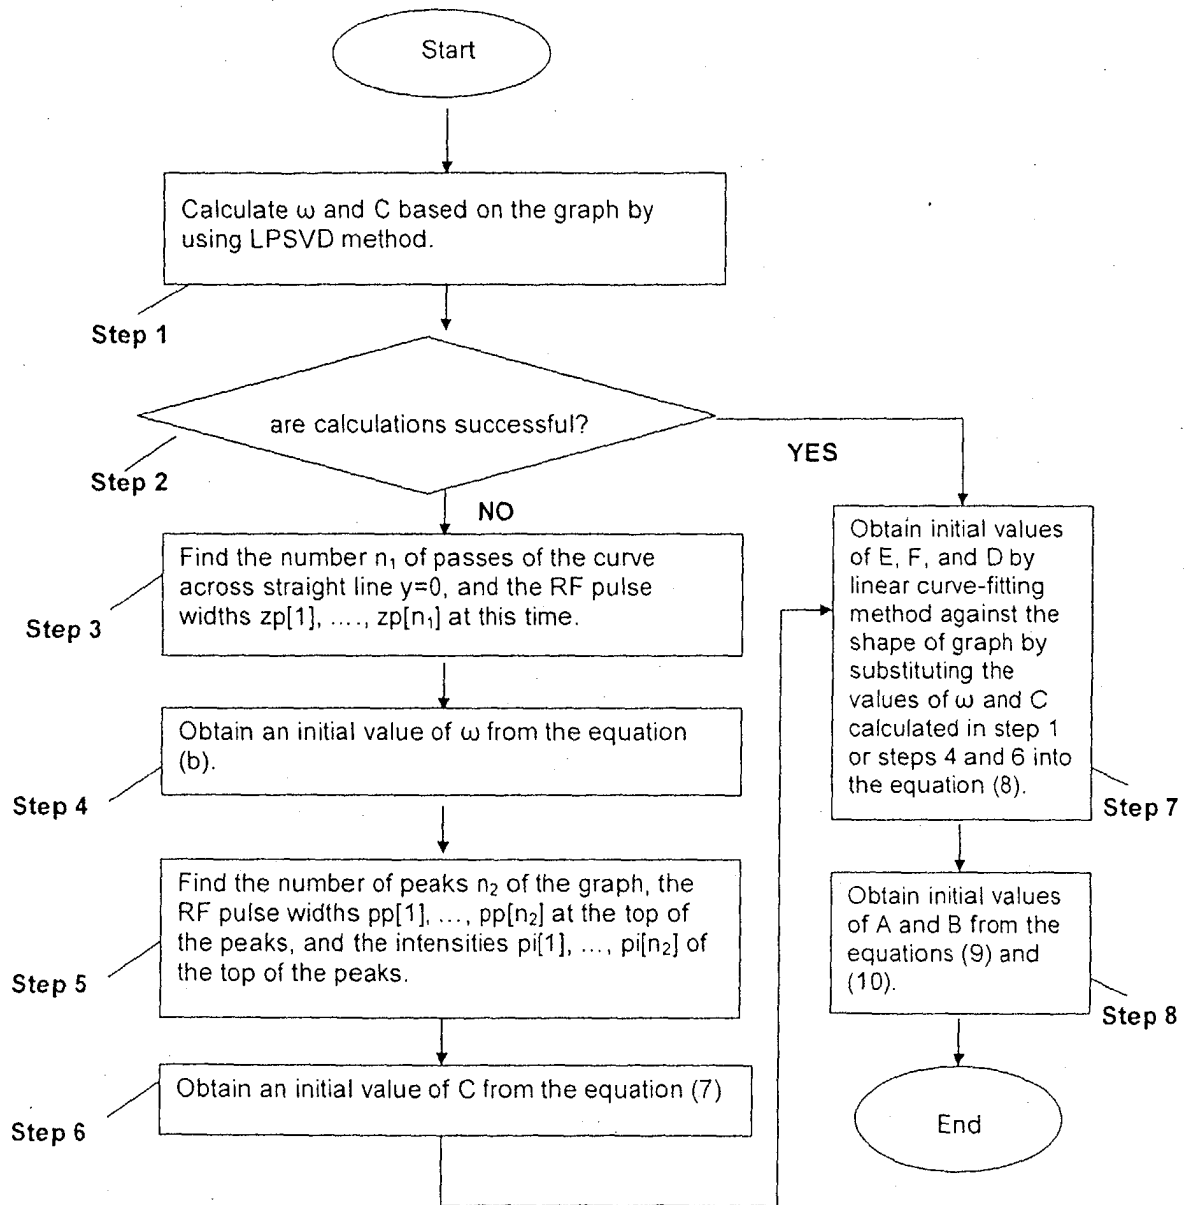 Start
Calculate ω and C based on the graph by
using LPSVD method.
Step 1
are calculations successful?
Step 2
YES
NO
Find the number n₁ of passes of the curve
across straight line y=0, and the RF pulse
widths zp[1], ...., zp[n₁] at this time.
Step 3
Obtain an initial value of ω from the equation
(b).
Step 4
Find the number of peaks n₂ of the graph, the
RF pulse widths pp[1], ..., pp[n₂] at the top of
the peaks, and the intensities pi[1], ..., pi[n₂] of
the top of the peaks.
Step 5
Obtain an initial value of C from the equation (7)
Step 6
Obtain initial values
of E, F, and D by
linear curve-fitting
method against the
shape of graph by
substituting the
values of ω and C
calculated in step 1
or steps 4 and 6 into
the equation (8).
Step 7
Obtain initial values
of A and B from the
equations (9) and
(10).
Step 8
End